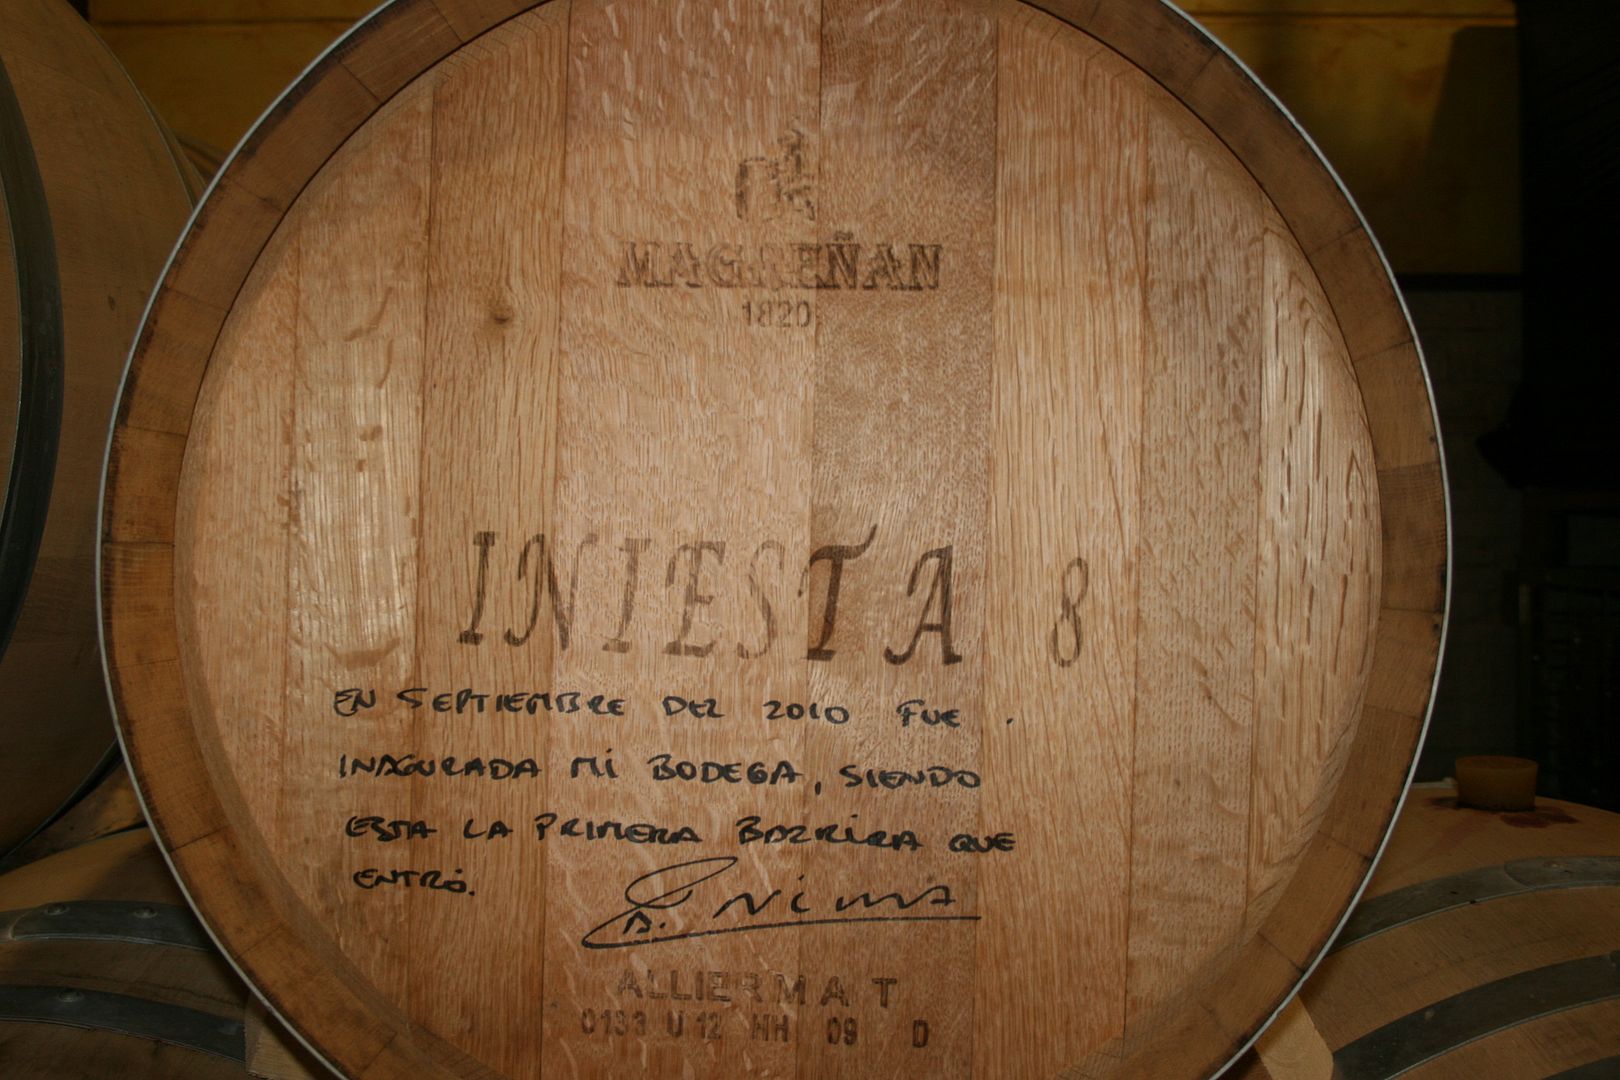 MAGREÑAN
1820
INIESTA 8
EN SEPTIEMBRE DEL 2010 FUE
INAGURADA MI BODEGA, SIENDO
ESTA LA PRIMERA BARRICA QUE
ENTRÓ.
ALLIER M A T
0133 U 12 HH 09 D